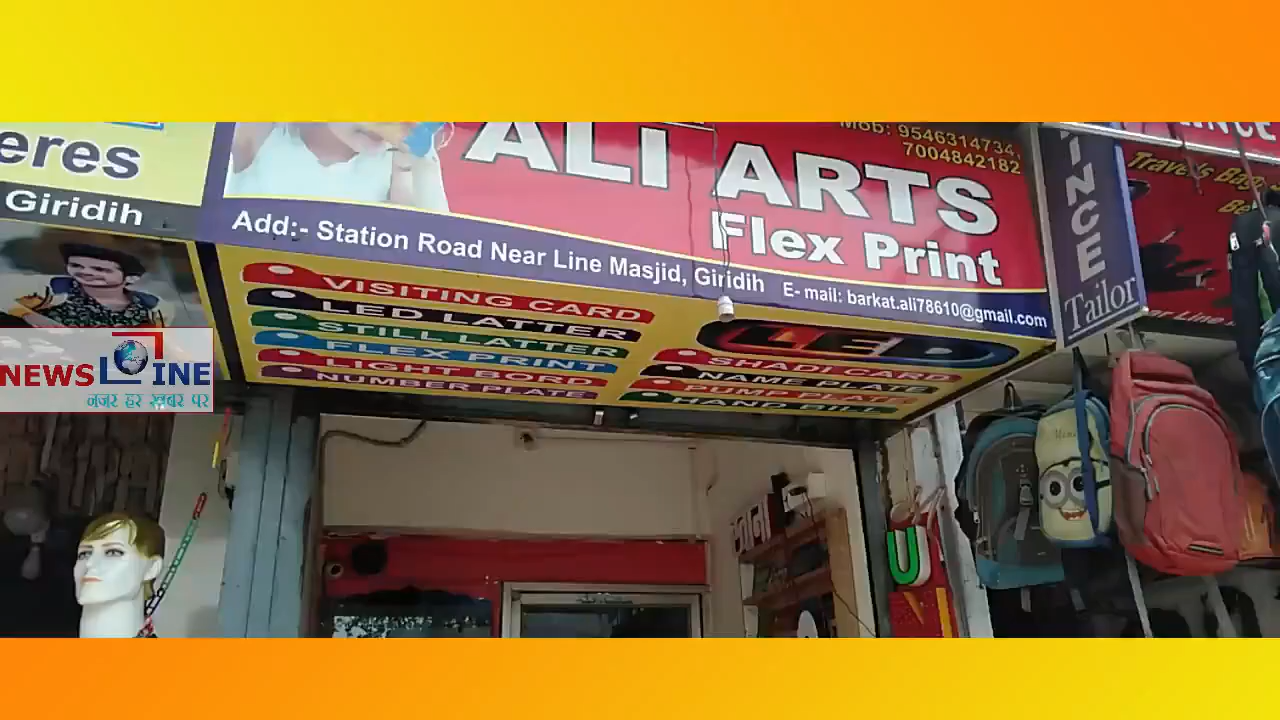 eres
Giridih
ALI ARTS
Flex Print
Mob: 9546314734,
7004842182
Add:- Station Road Near Line Masjid, Giridih
E- mail: barkat.ali78610@gmail.com
VISITING CARD
LED LATTER
STILL LATTER
FLEX PRINT
LIGHT BORD
NUMBER PLATE
LED
SHADI CARD
NAME PLATE
PUMP PLATE
HAND BILL
INCE
Tailor
Travels Bag
NEWS LINE
नजर हर खबर पर
U